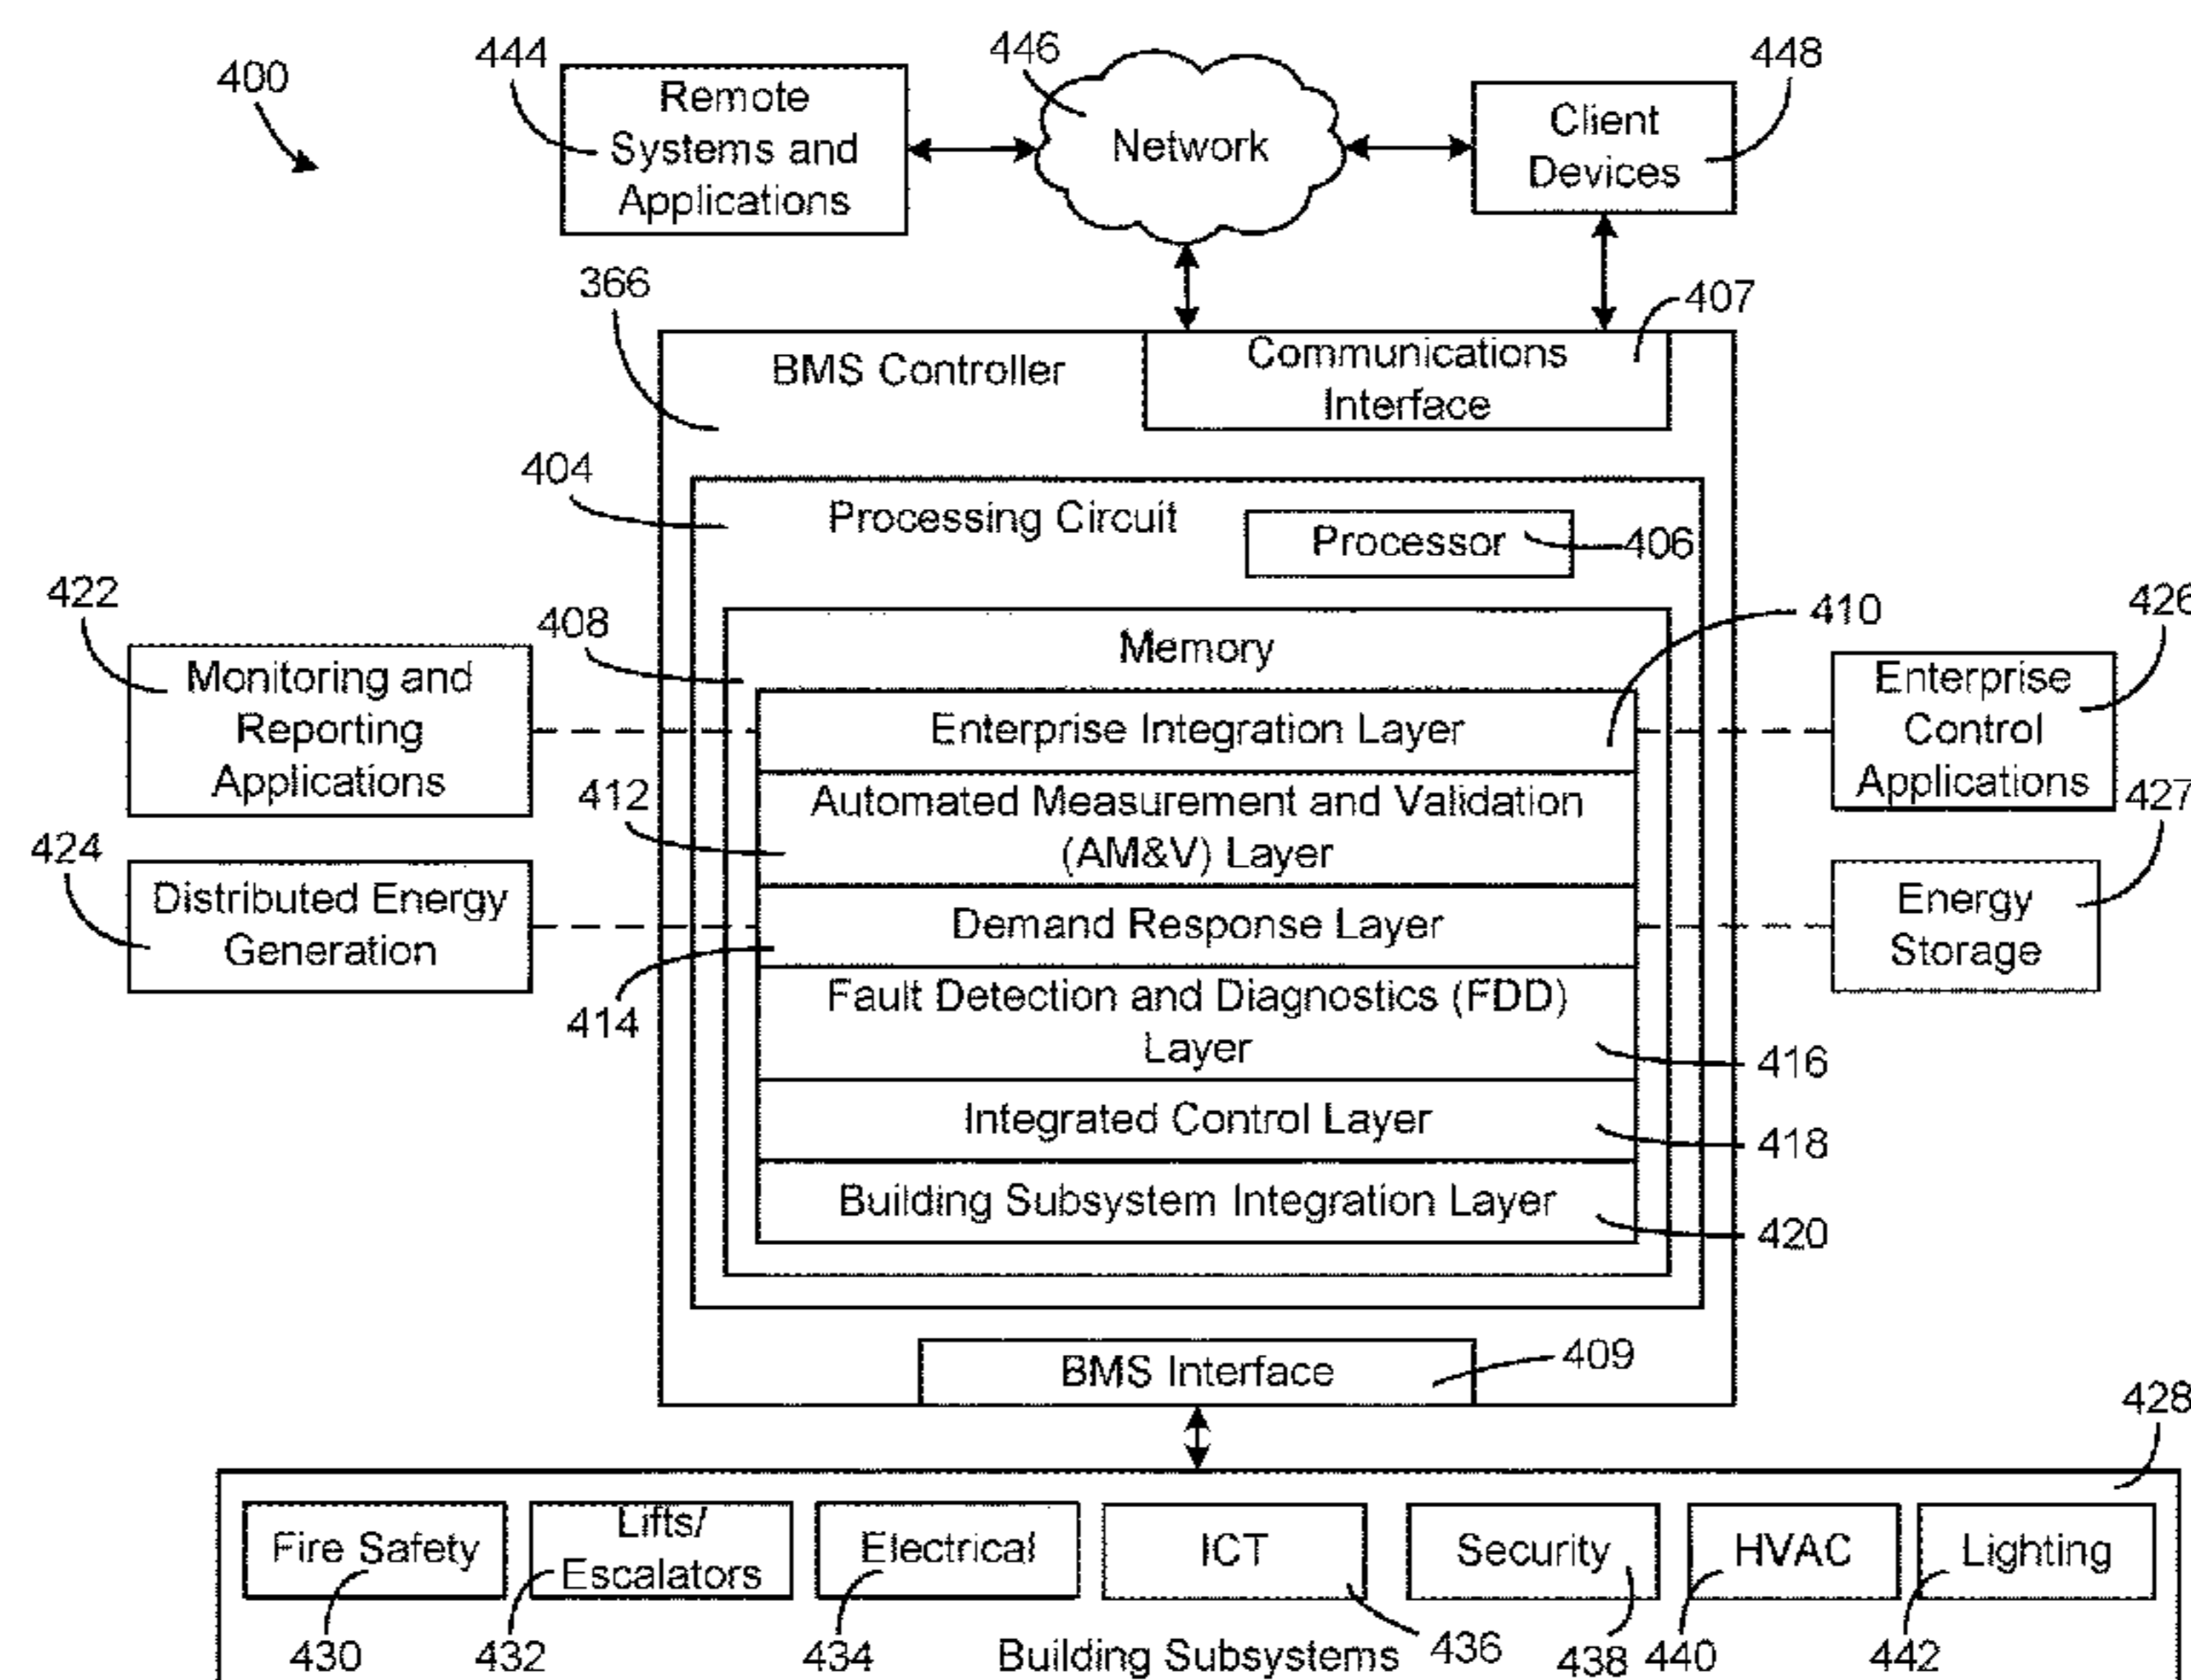 400
444
Remote
Systems and
Applications
446
Network
Client
Devices
448
366
BMS Controller
Communications
Interface
407
404
Processing Circuit
Processor
406
422
Monitoring and
Reporting
Applications
408
Memory
410
426
Enterprise
Control
Applications
Enterprise Integration Layer
412
Automated Measurement and Validation
(AM&V) Layer
427
424
Distributed Energy
Generation
Demand Response Layer
Energy
Storage
414
Fault Detection and Diagnostics (FDD)
Layer
416
Integrated Control Layer
418
Building Subsystem Integration Layer
420
BMS Interface
409
428
Fire Safety
Lifts/
Escalators
Electrical
ICT
Security
HVAC
Lighting
430
432
434
Building Subsystems
436
438
440
442